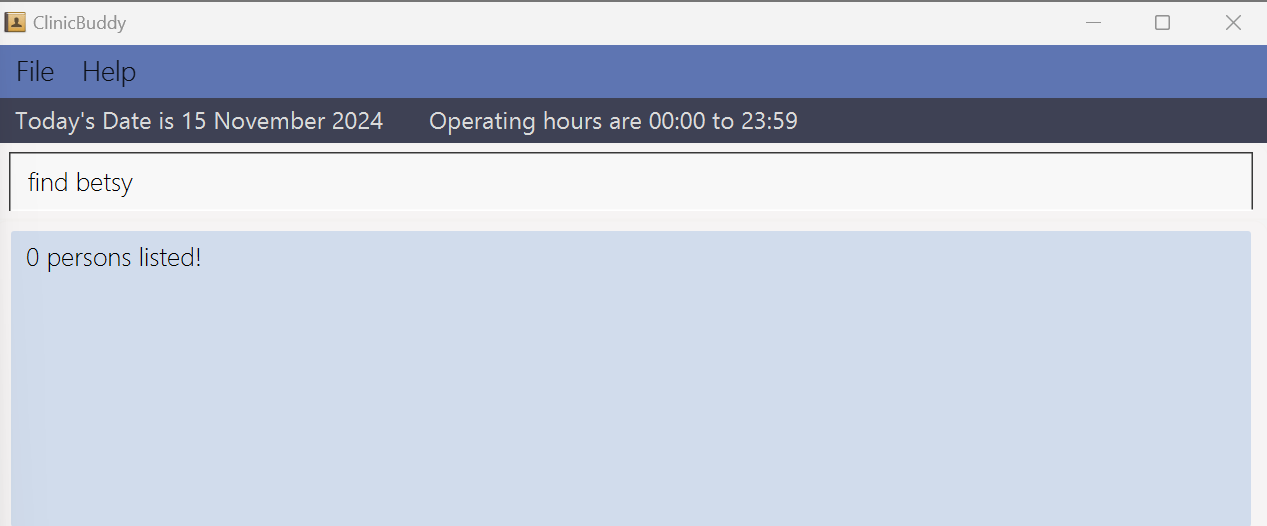 ClinicBuddy
File Help
Today's Date is 15 November 2024 Operating hours are 00:00 to 23:59
find betsy
0 persons listed!